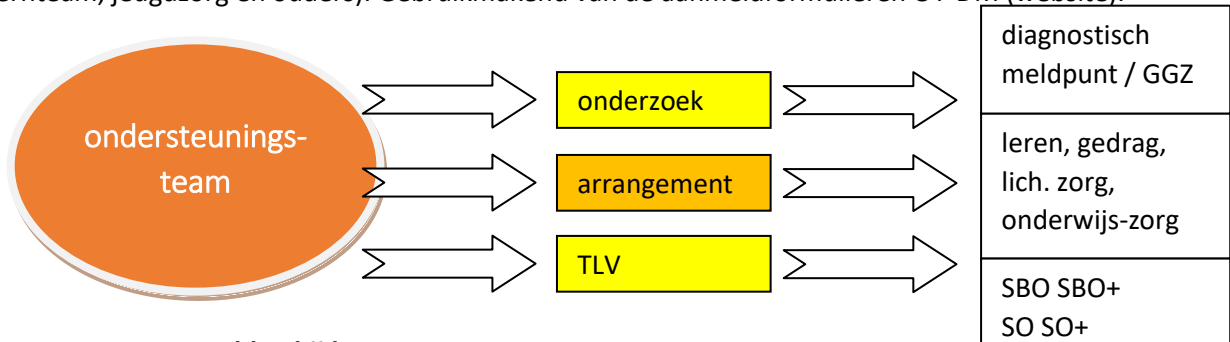 ondersteunings-
team
onderzoek
arrangement
TLV
diagnostisch
meldpunt / GGZ
leren, gedrag,
lich. zorg,
onderwijs-zorg
SBO SBO+
SO SO+